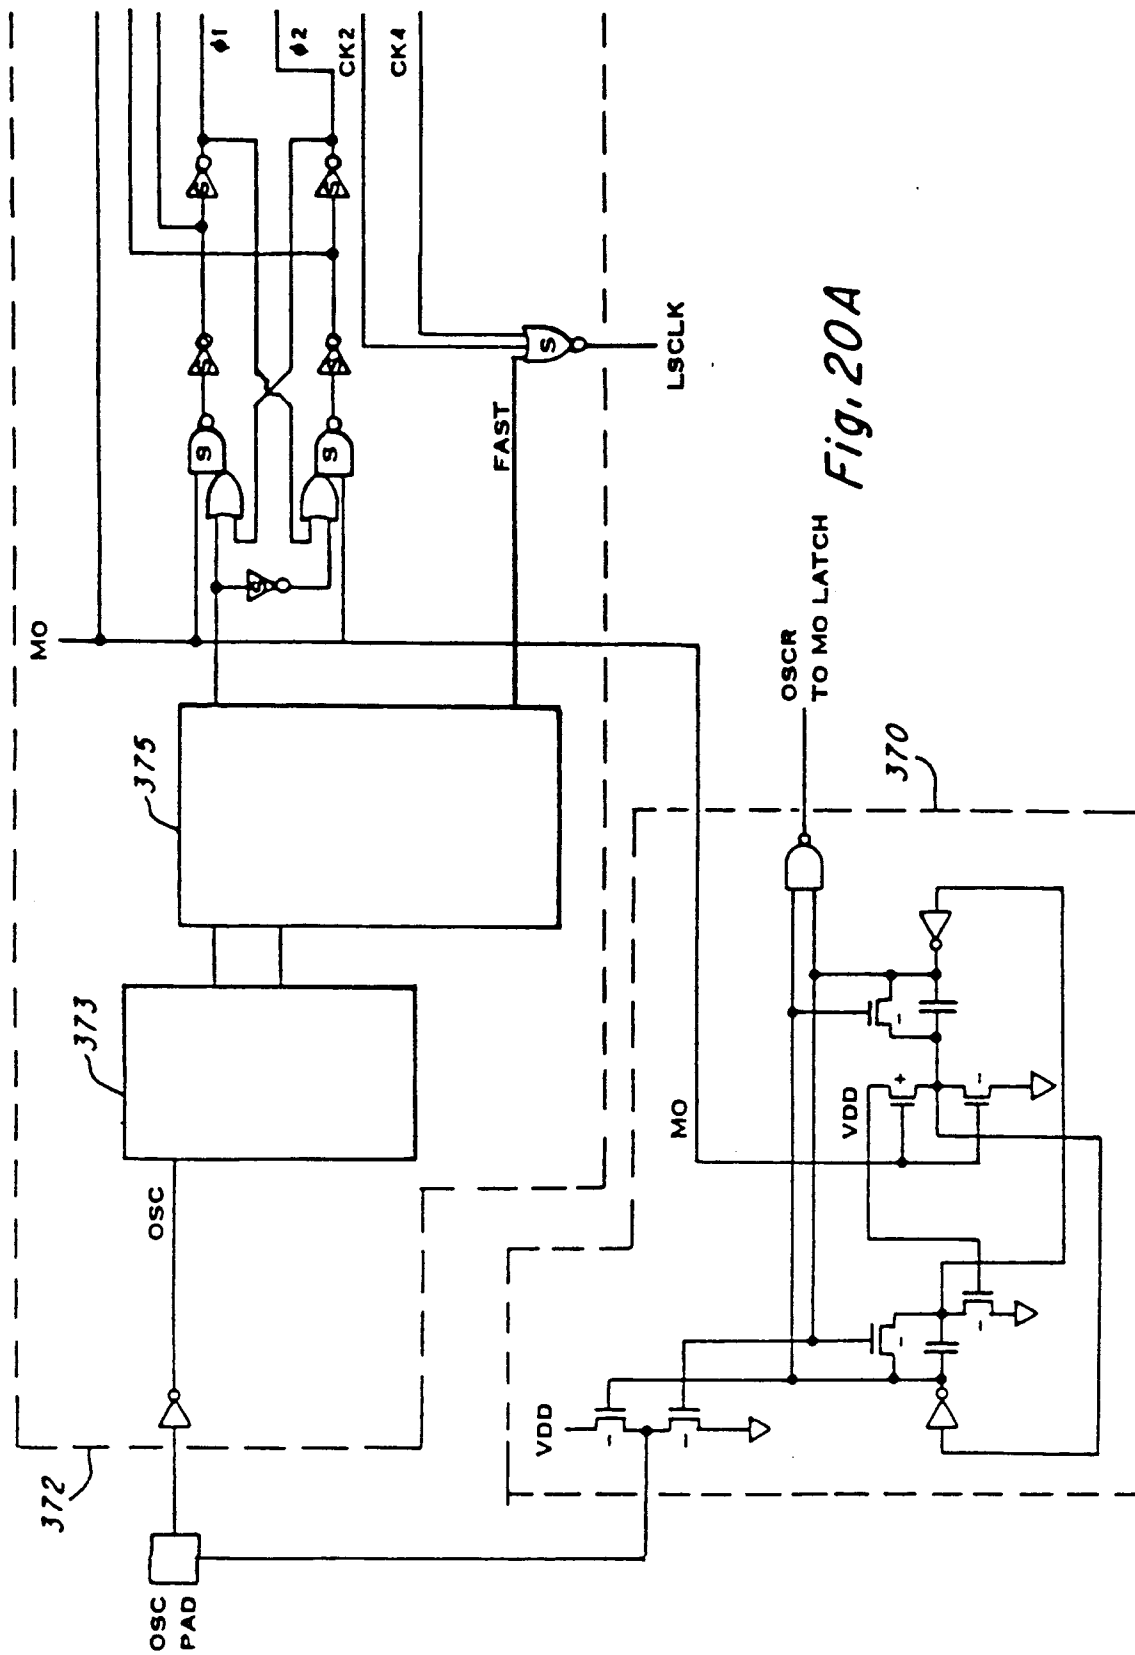 MO
ϕ1
ϕ2
CK2
CK4
375
373
FAST
LSCLK
OSC
372
OSC
PAD
MO
VDD
VDD
OSCR
TO MO LATCH
370
Fig. 20A
S
S
S
S
S
S
S
S